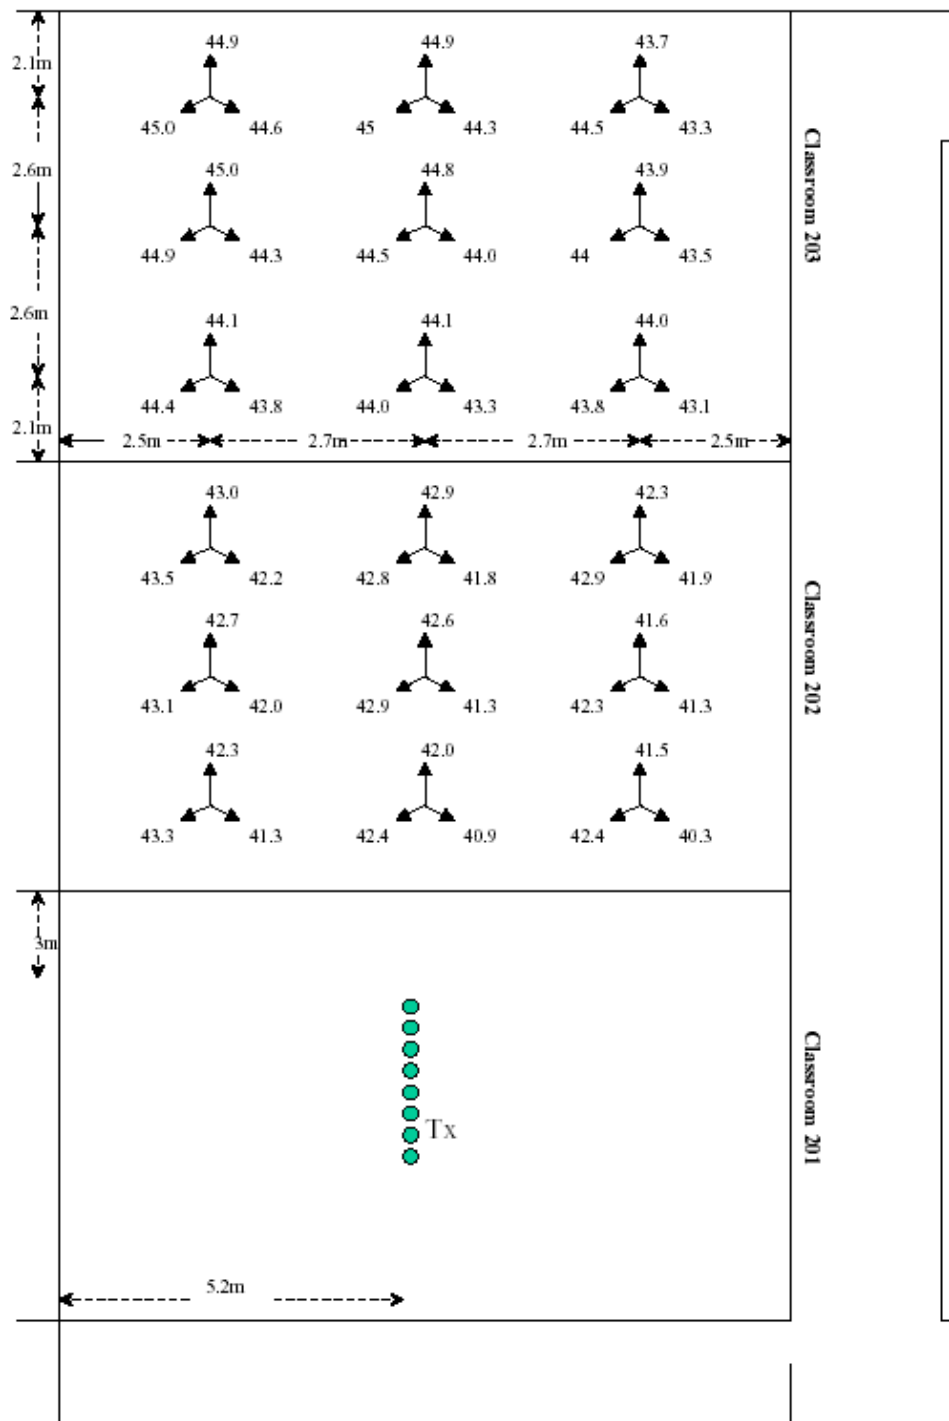 44.9 44.9 43.7
2.1m
45.0 44.6 45 44.3 44.5 43.3
Classroom 203
2.6m
45.0 44.8 43.9
44.9 44.3 44.5 44.0 44 43.5
2.6m
44.1 44.1 44.0
44.4 43.8 44.0 43.3 43.8 43.1
2.1m
2.5m 2.7m 2.7m 2.5m
43.0 42.9 42.3
43.5 42.2 42.8 41.8 42.9 41.9
Classroom 202
42.7 42.6 41.6
43.1 42.0 42.9 41.3 42.3 41.3
42.3 42.0 41.5
43.3 41.3 42.4 40.9 42.4 40.3
3m
Classroom 201
Tx
5.2m